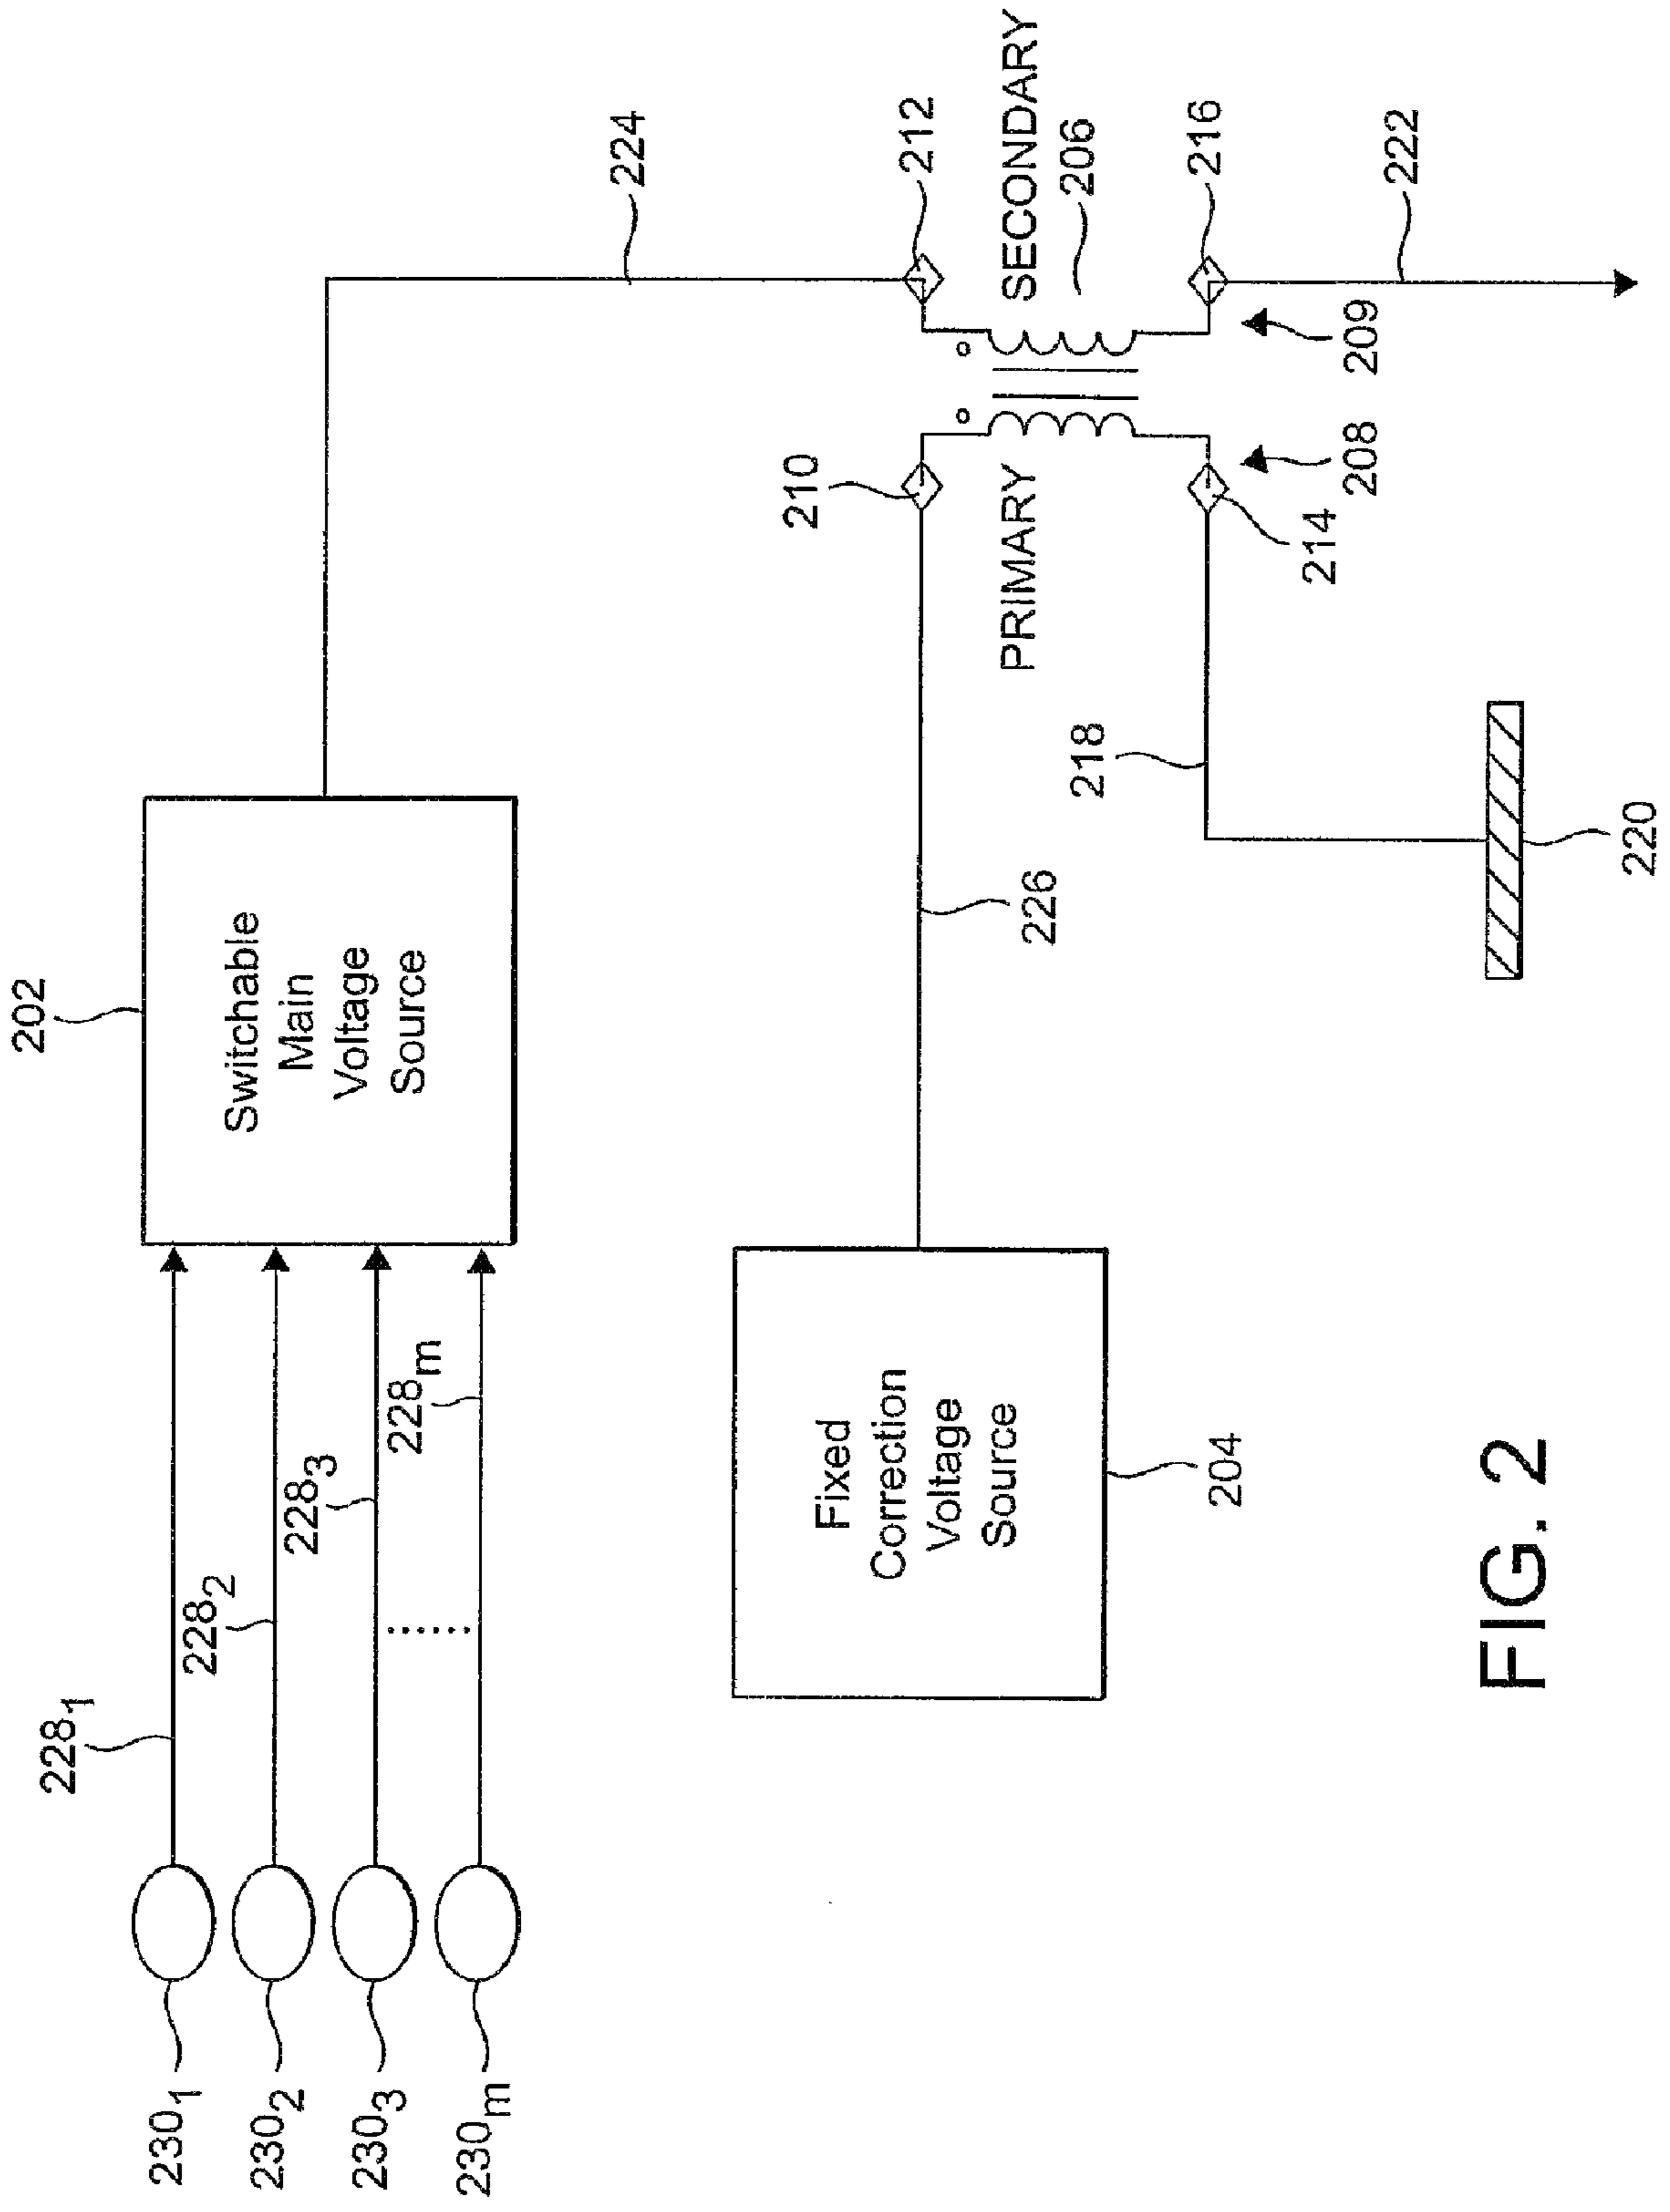 202
224
Switchable
Main
Voltage
Source
228₁
228₂
228₃
228ₘ
230₁
230₂
230₃
230ₘ
210
212
PRIMARY
SECONDARY
206
226
218
214
216
208
209
222
Fixed
Correction
Voltage
Source
204
220
FIG. 2